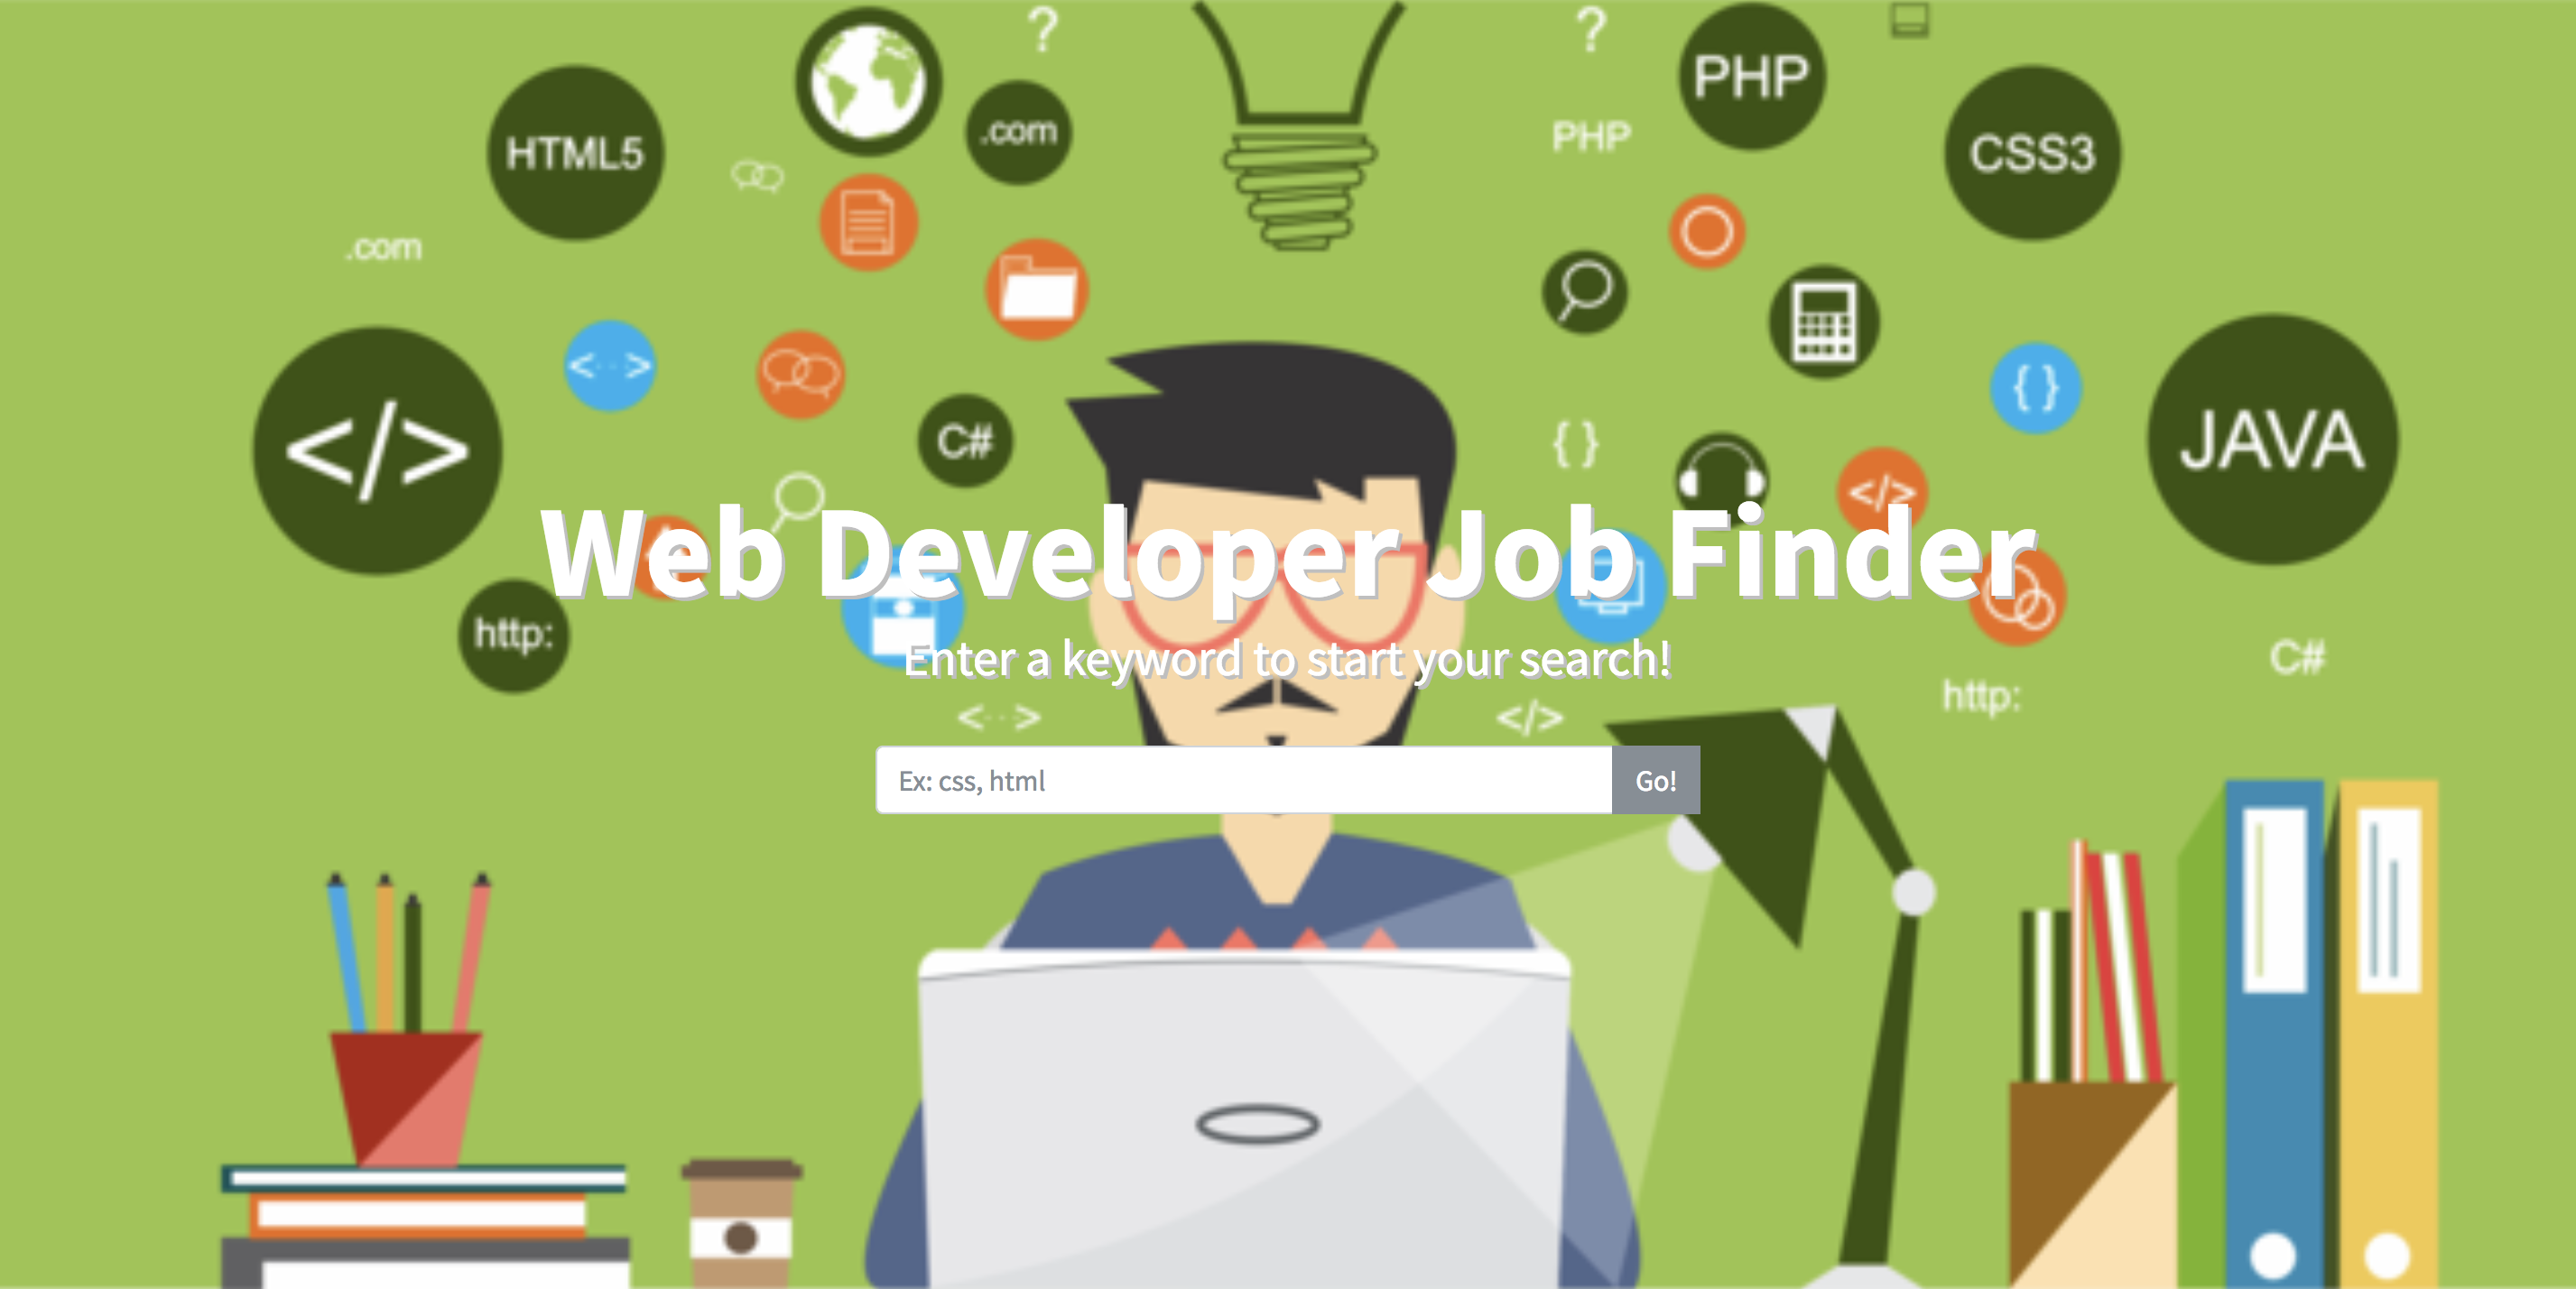 ?
?
PHP
HTML5
.com
PHP
CSS3
.com
< · · >
{ }
</>
C#
{ }
JAVA
</>
Web Developer Job Finder
http:
Enter a keyword to start your search!
C#
http:
< · · >
</>
Ex: css, html
Go!